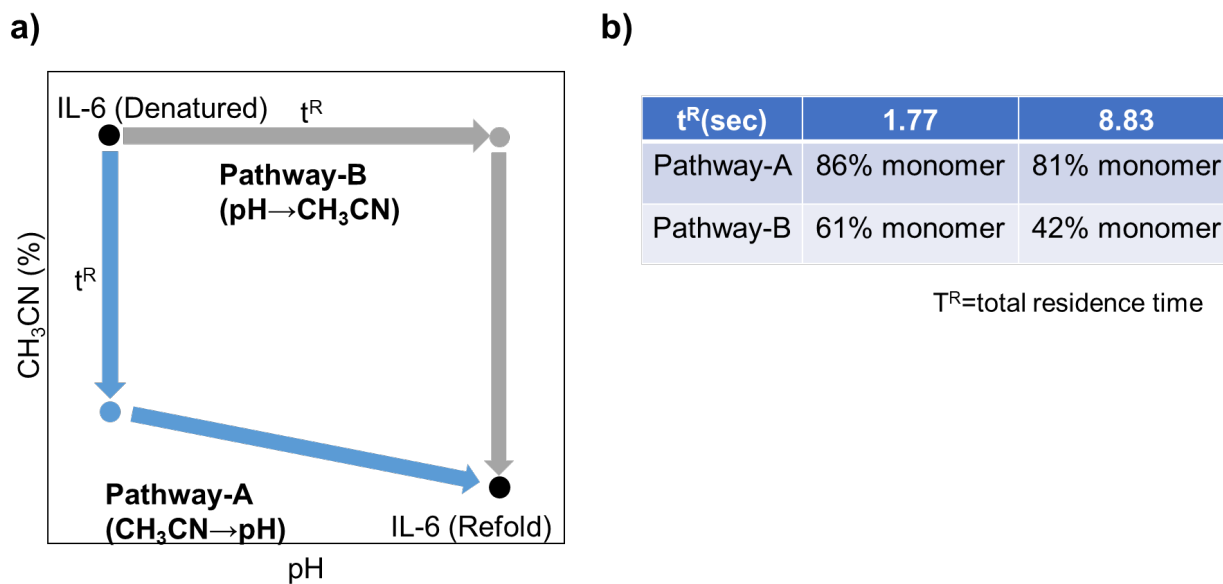 a)
IL-6 (Denatured)
tᴿ
Pathway-B
(pH→CH₃CN)
tᴿ
CH₃CN (%)
Pathway-A
(CH₃CN→pH)
IL-6 (Refold)
pH
b)
tᴿ(sec) 1.77 8.83
Pathway-A 86% monomer 81% monomer
Pathway-B 61% monomer 42% monomer
Tᴿ=total residence time